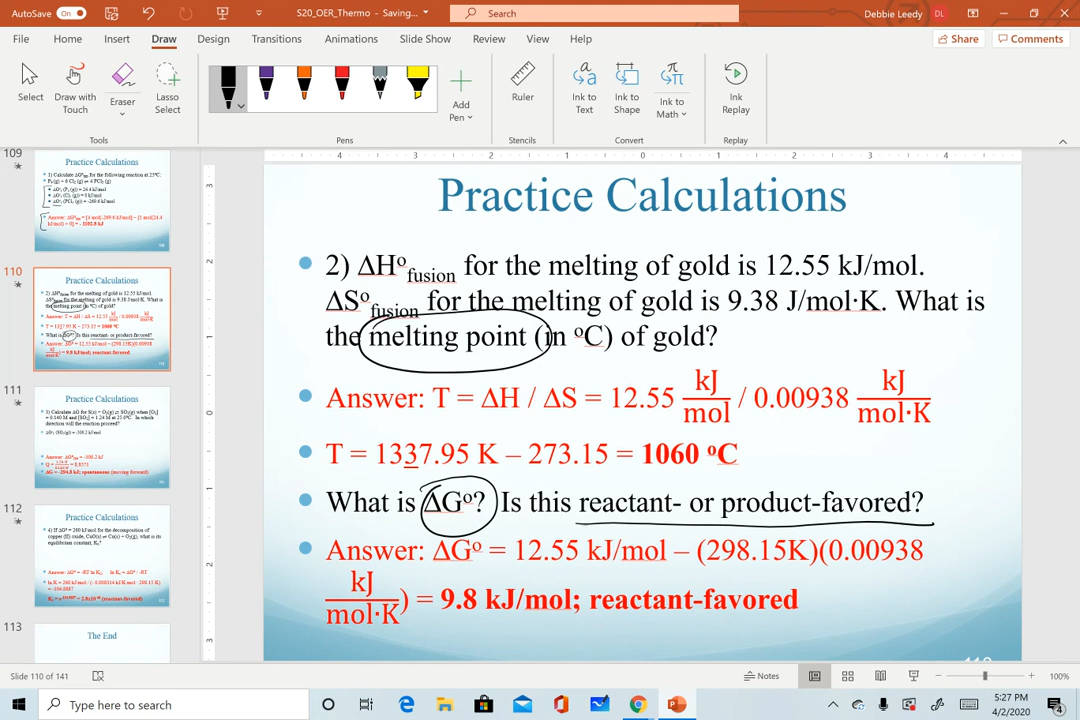 AutoSave On S20_OER_Thermo - Saving... Search Debbie Leedy DL
File Home Insert Draw Design Transitions Animations Slide Show Review View Help Share Comments
Select Draw with Touch Eraser Lasso Select Add Pen Ruler Ink to Text Ink to Shape Ink to Math Ink Replay
Tools Pens Stencils Convert Replay
109
Practice Calculations
110
Practice Calculations
111
Practice Calculations
112
Practice Calculations
113
The End
Practice Calculations
2) ΔHᵒfusion for the melting of gold is 12.55 kJ/mol.
ΔSᵒfusion for the melting of gold is 9.38 J/mol·K. What is
the melting point (in ᵒC) of gold?
Answer: T = ΔH / ΔS = 12.55 kJ/mol / 0.00938 kJ/mol·K
T = 1337.95 K – 273.15 = 1060 ᵒC
What is ΔGᵒ? Is this reactant- or product-favored?
Answer: ΔGᵒ = 12.55 kJ/mol – (298.15K)(0.00938
kJ/mol·K) = 9.8 kJ/mol; reactant-favored
Slide 110 of 141 Notes 100%
Type here to search 5:27 PM
4/2/2020